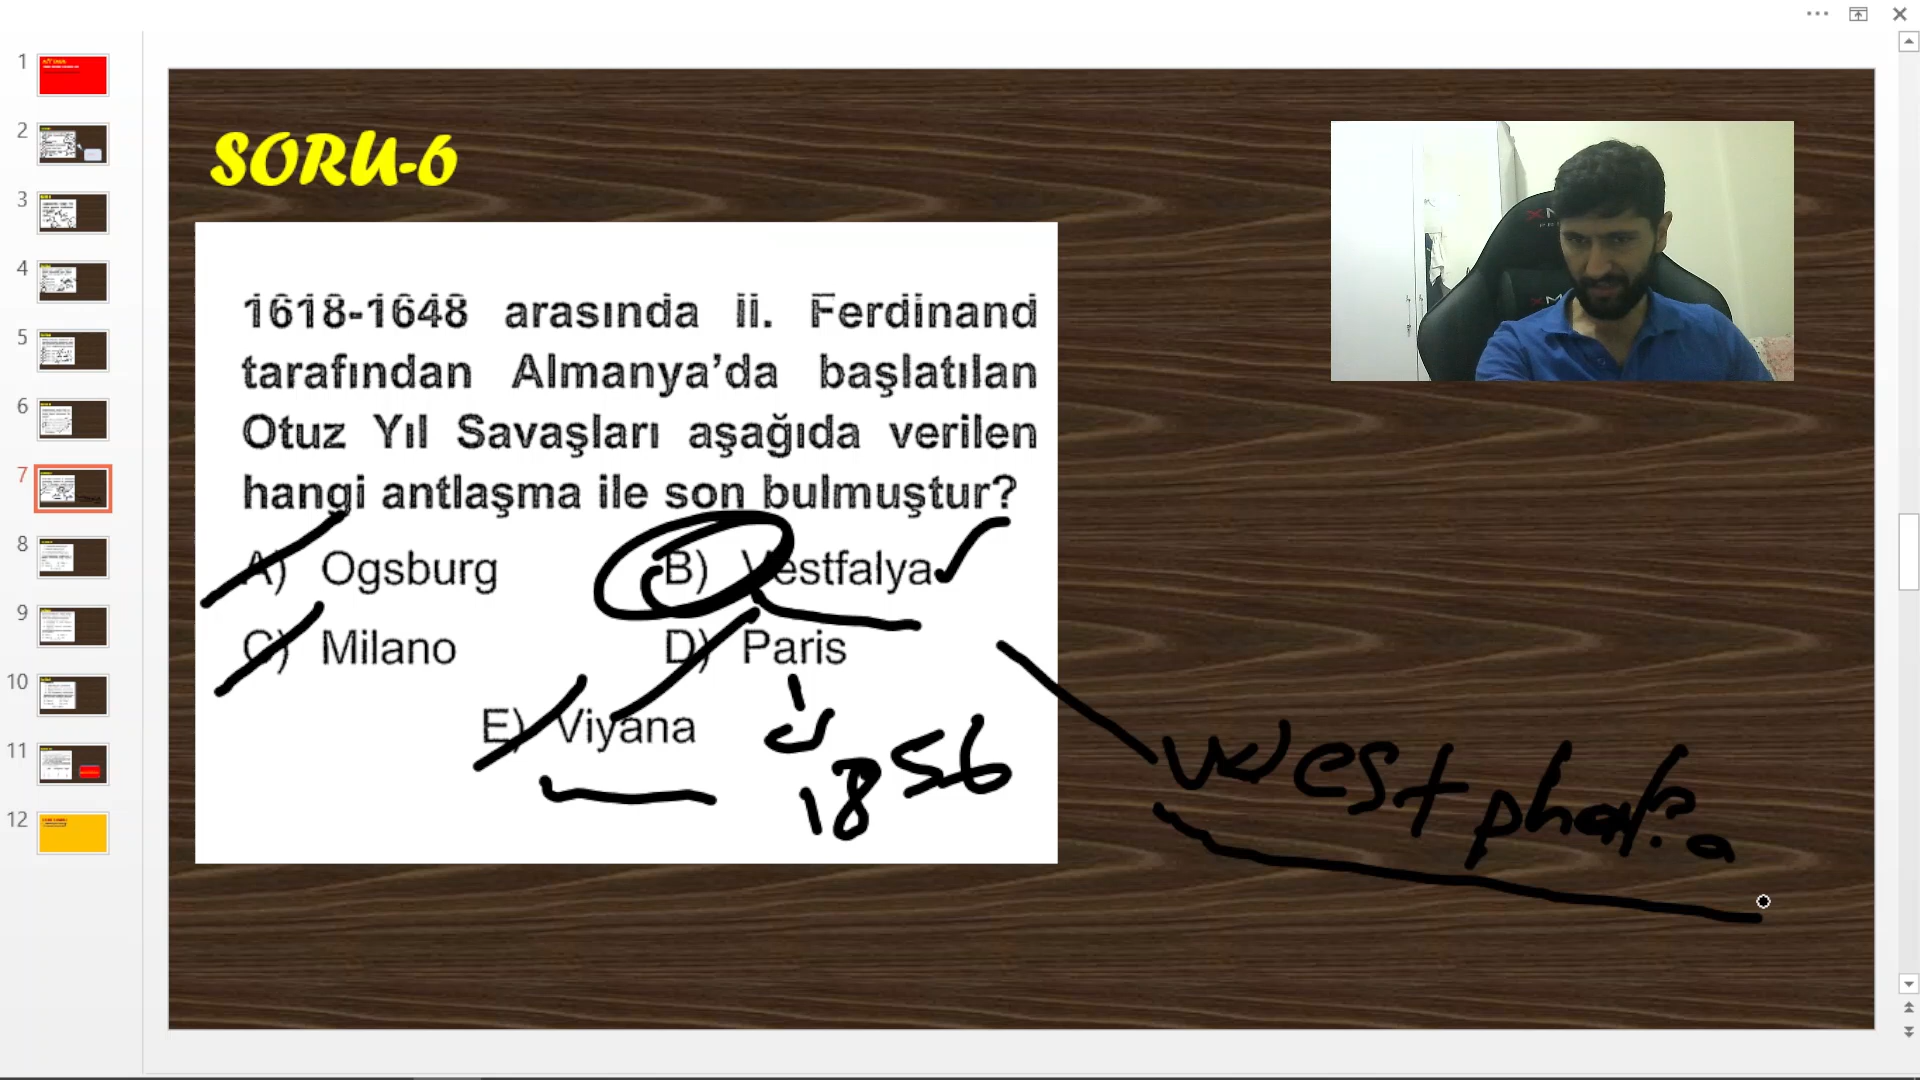 1
2
3
4
5
6
7
8
9
10
11
12
SORU-6
1618-1648 arasında II. Ferdinand
tarafından Almanya’da başlatılan
Otuz Yıl Savaşları aşağıda verilen
hangi antlaşma ile son bulmuştur?
A) Ogsburg B) Vestfalya
C) Milano D) Paris
E) Viyana
1856
Westphalia